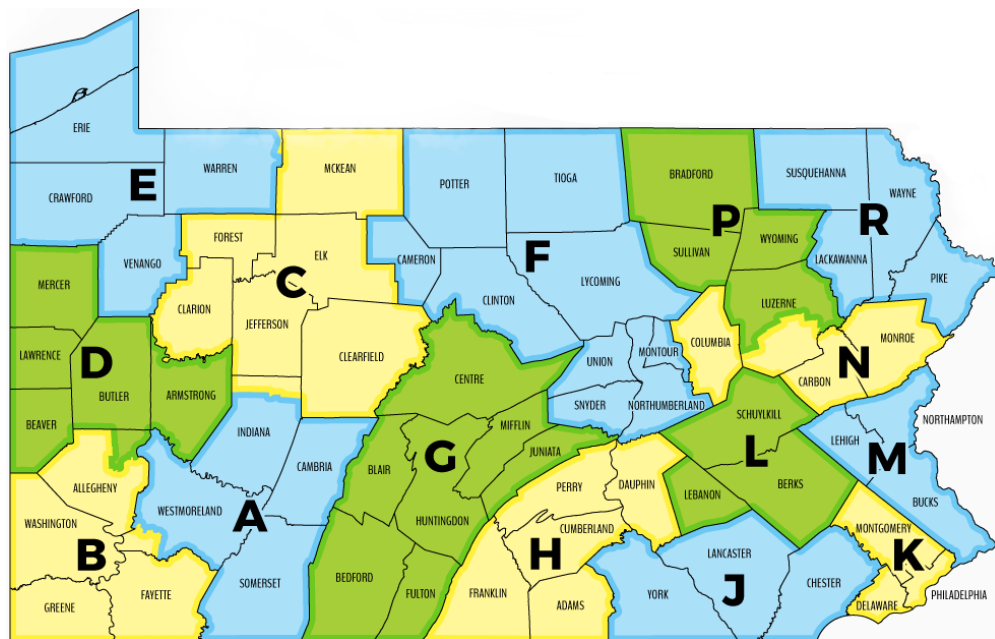 ERIE
CRAWFORD
E
WARREN
MCKEAN
POTTER
TIOGA
BRADFORD
SUSQUEHANNA
WAYNE
P
R
SULLIVAN
WYOMING
LACKAWANNA
PIKE
VENANGO
FOREST
ELK
CAMERON
F
LYCOMING
MERCER
CLARION
C
JEFFERSON
CLINTON
LUZERNE
COLUMBIA
MONROE
LAWRENCE
D
BUTLER
ARMSTRONG
CLEARFIELD
CENTRE
UNION
MONTOUR
CARBON
N
BEAVER
SNYDER
NORTHUMBERLAND
SCHUYLKILL
NORTHAMPTON
INDIANA
CAMBRIA
MIFFLIN
LEHIGH
M
BLAIR
G
JUNIATA
L
ALLEGHENY
PERRY
DAUPHIN
LEBANON
BERKS
BUCKS
WASHINGTON
WESTMORELAND
A
HUNTINGDON
CUMBERLAND
MONTGOMERY
B
H
K
GREENE
FAYETTE
SOMERSET
BEDFORD
FULTON
FRANKLIN
ADAMS
YORK
LANCASTER
J
CHESTER
DELAWARE
PHILADELPHIA